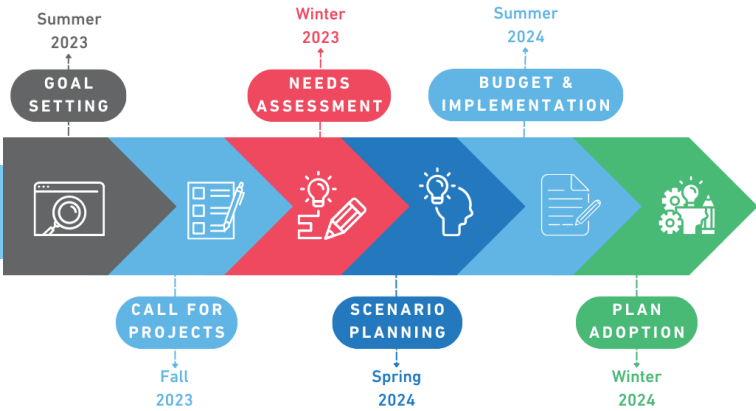 Summer
2023
GOAL
SETTING
Winter
2023
NEEDS
ASSESSMENT
Summer
2024
BUDGET &
IMPLEMENTATION
CALL FOR
PROJECTS
Fall
2023
SCENARIO
PLANNING
Spring
2024
PLAN
ADOPTION
Winter
2024